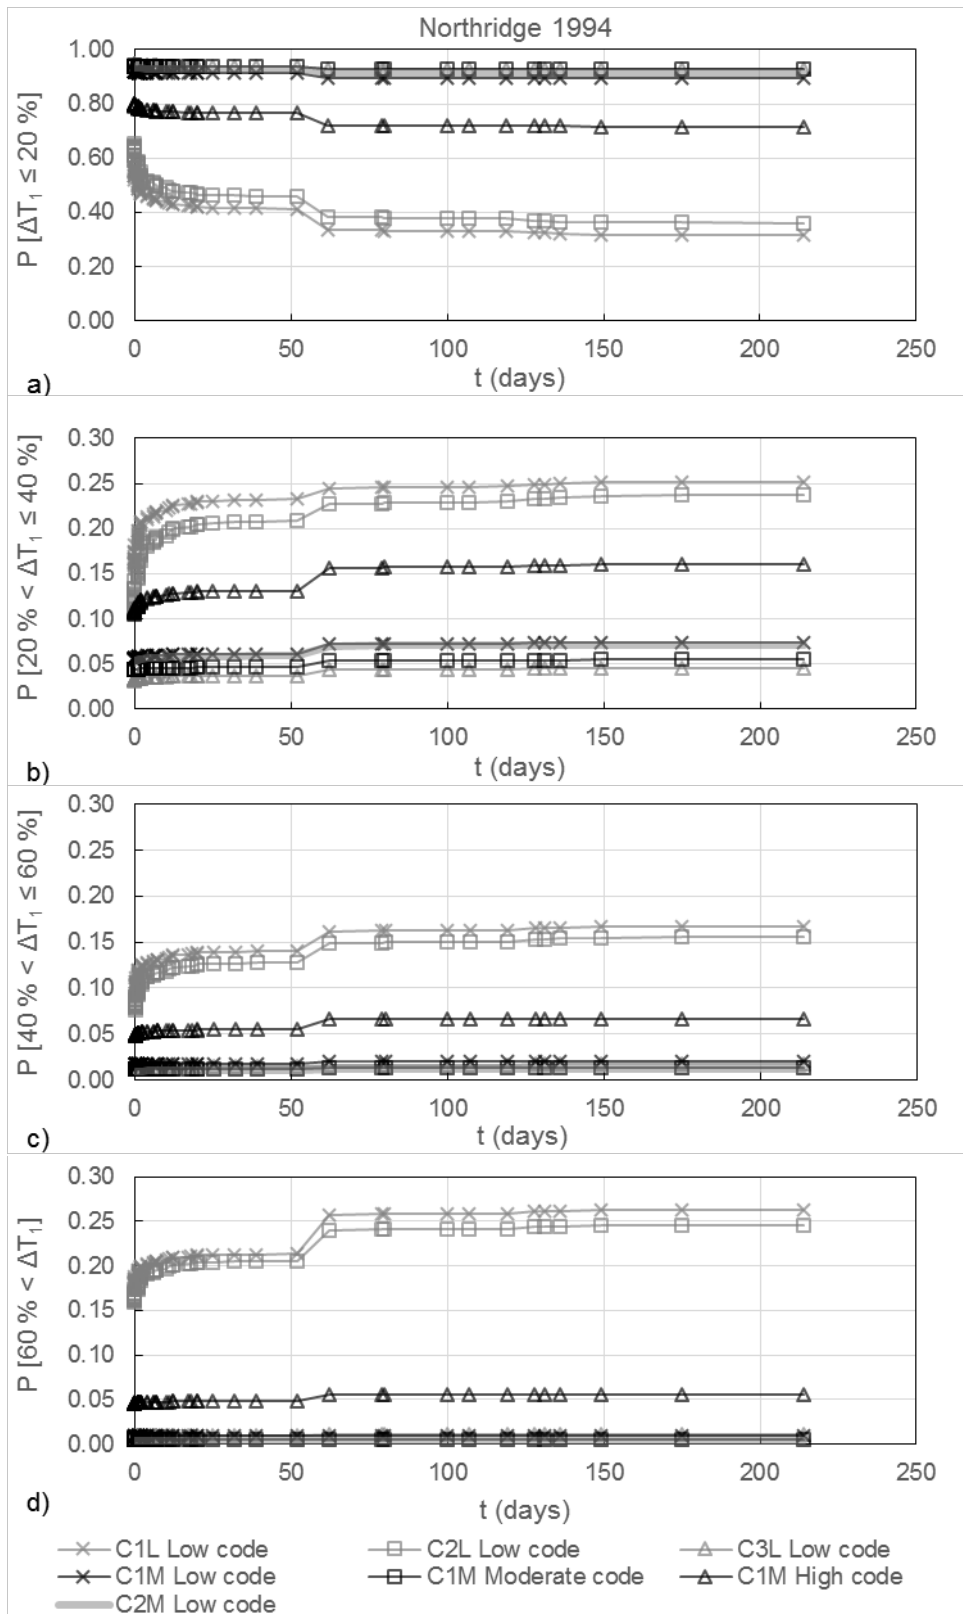 Northridge 1994
P [ΔT₁ ≤ 20 %]
1.00
0.80
0.60
0.40
0.20
0.00
0 50 100 150 200 250
t (days)
a)
P [20 % < ΔT₁ ≤ 40 %]
0.30
0.25
0.20
0.15
0.10
0.05
0.00
0 50 100 150 200 250
t (days)
b)
P [40 % < ΔT₁ ≤ 60 %]
0.30
0.25
0.20
0.15
0.10
0.05
0.00
0 50 100 150 200 250
t (days)
c)
P [60 % < ΔT₁]
0.30
0.25
0.20
0.15
0.10
0.05
0.00
0 50 100 150 200 250
t (days)
d)
C1L Low code C2L Low code C3L Low code
C1M Low code C1M Moderate code C1M High code
C2M Low code